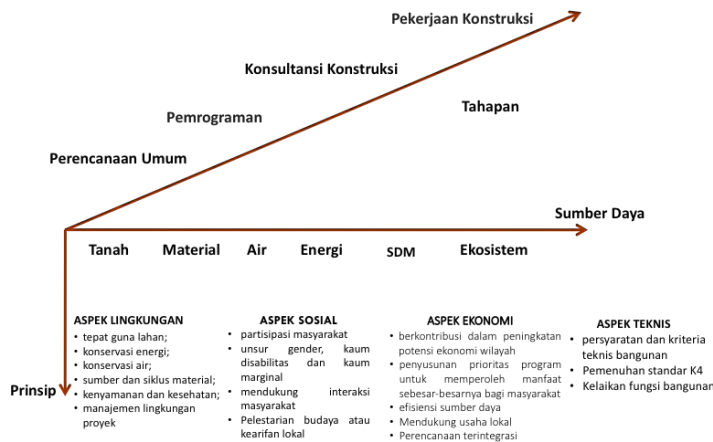 Pekerjaan Konstruksi
Konsultansi Konstruksi
Tahapan
Pemrograman
Perencanaan Umum
Sumber Daya
Tanah Material Air Energi SDM Ekosistem
Prinsip
ASPEK LINGKUNGAN
• tepat guna lahan;
• konservasi energi;
• konservasi air;
• sumber dan siklus material;
• kenyamanan dan kesehatan;
• manajemen lingkungan
proyek
ASPEK SOSIAL
• partisipasi masyarakat
• unsur gender, kaum
disabilitas dan kaum
marginal
• mendukung interaksi
masyarakat
• Pelestarian budaya atau
kearifan lokal
ASPEK EKONOMI
• berkontribusi dalam peningkatan
potensi ekonomi wilayah
• penyusunan prioritas program
untuk memperoleh manfaat
sebesar-besarnya bagi masyarakat
• efisiensi sumber daya
• Mendukung usaha lokal
• Perencanaan terintegrasi
ASPEK TEKNIS
• persyaratan dan kriteria
teknis bangunan
• Pemenuhan standar K4
• Kelaikan fungsi bangunan